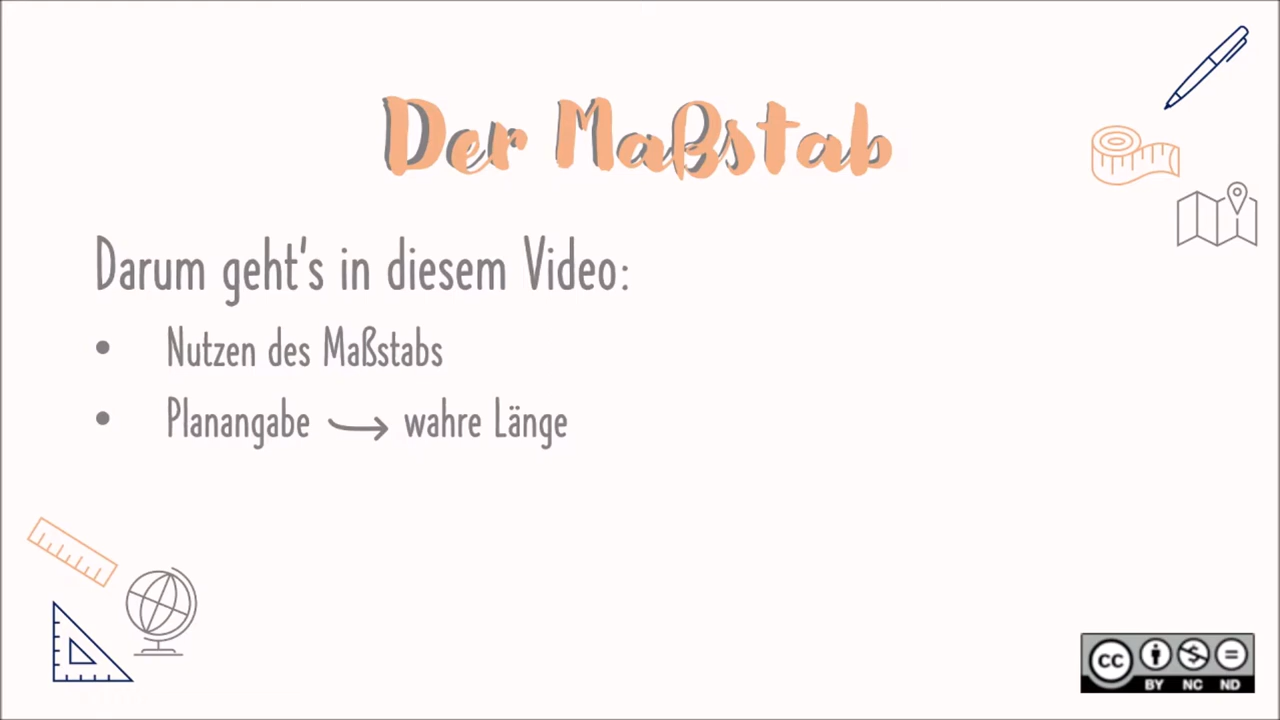 Der Maßstab
Darum geht's in diesem Video:
• Nutzen des Maßstabs
• Planangabe → wahre Länge
CC BY NC ND